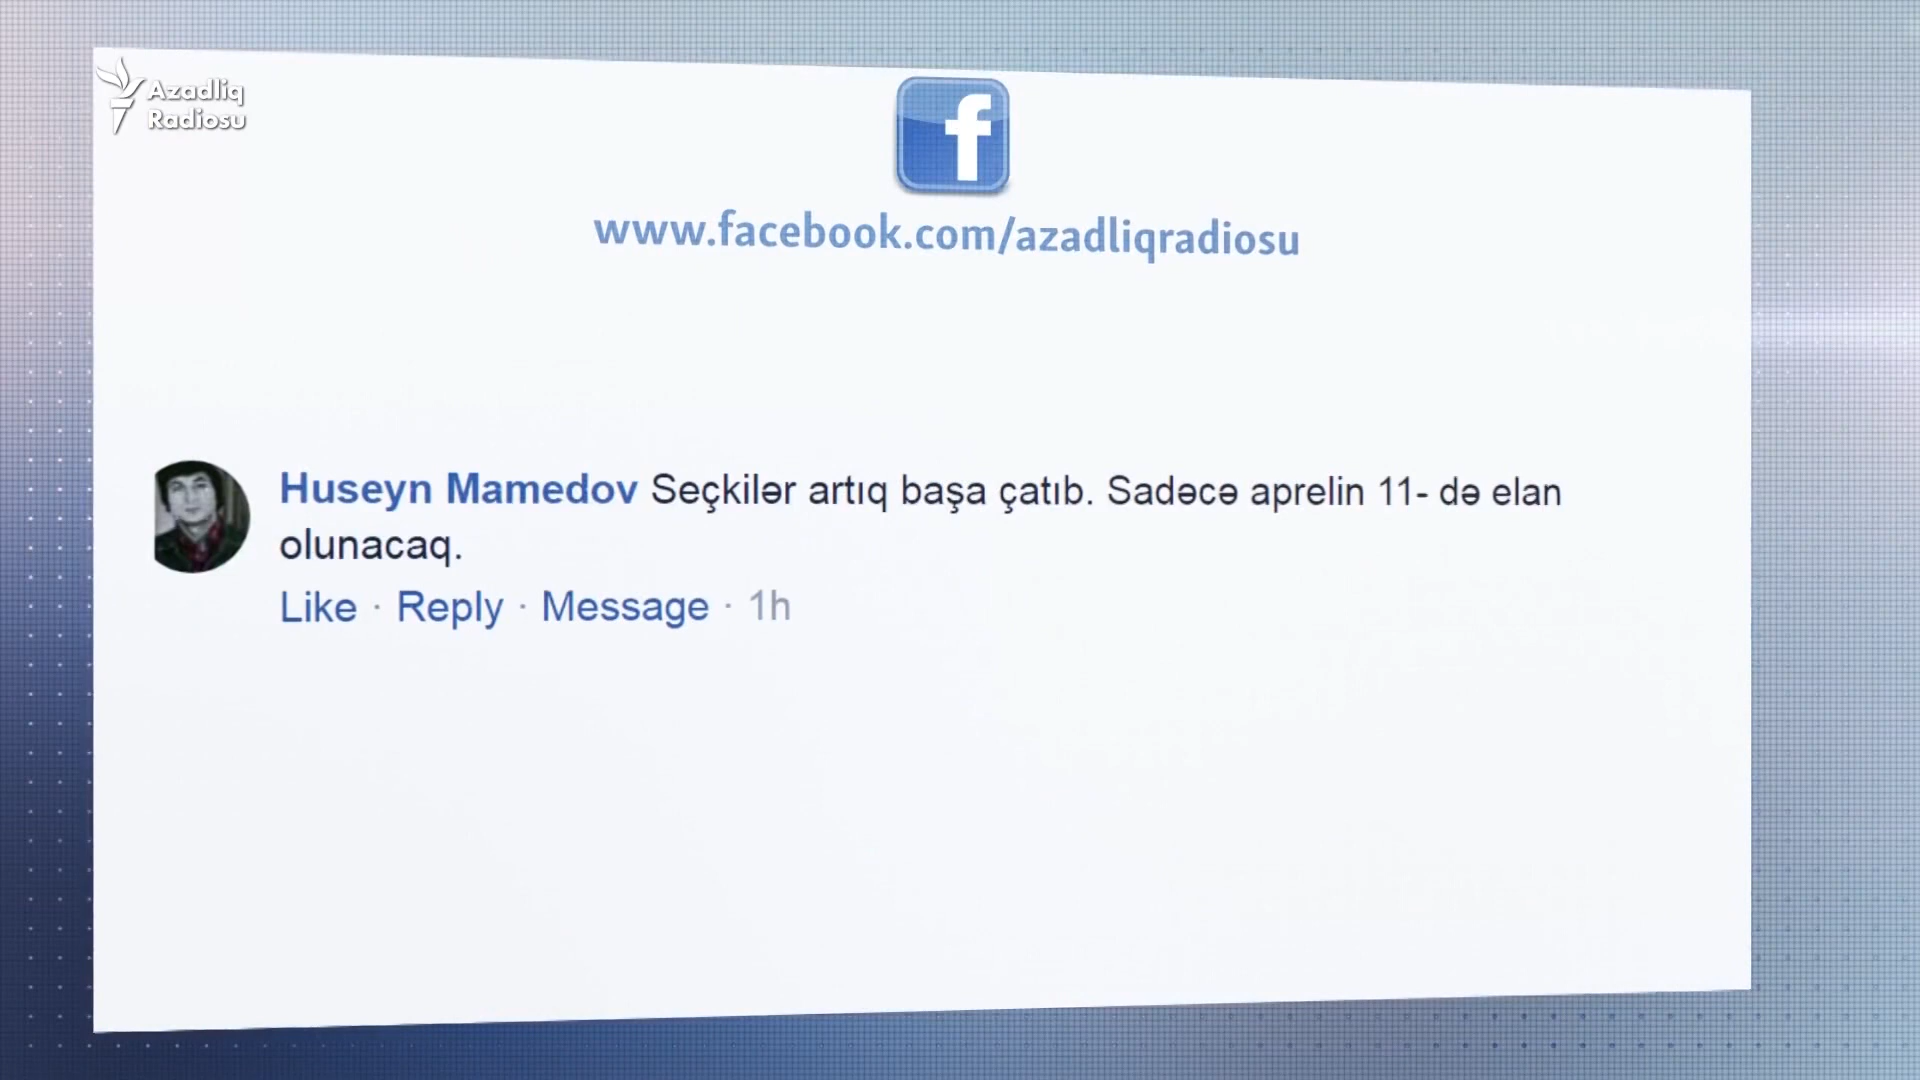 Azadliq
Radiosu
f
www.facebook.com/azadliqradiosu
Huseyn Mamedov Seçkilər artıq başa çatıb. Sadəcə aprelin 11- də elan
olunacaq.
Like · Reply · Message · 1h